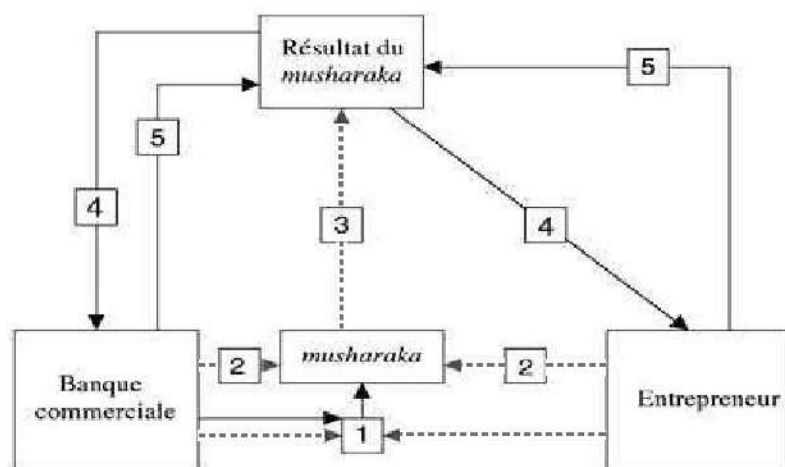 Résultat du
musharaka
5
5
4
3
4
musharaka
2
2
Banque
commerciale
Entrepreneur
1